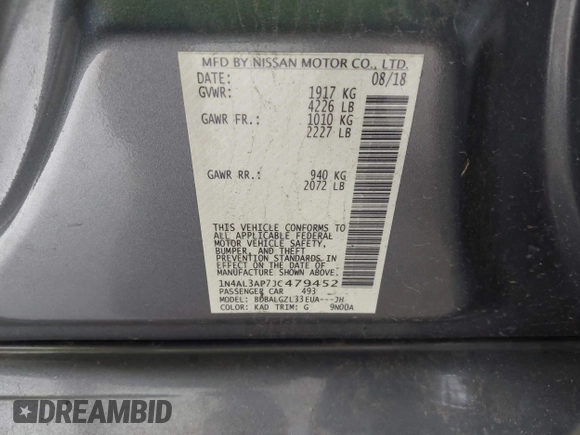 MFD BY NISSAN MOTOR CO., LTD.
DATE: 08/18
GVWR: 1917 KG
4226 LB
GAWR FR.: 1010 KG
2227 LB
GAWR RR.: 940 KG
2072 LB
THIS VEHICLE CONFORMS TO
ALL APPLICABLE FEDERAL
MOTOR VEHICLE SAFETY,
BUMPER, AND THEFT
PREVENTION STANDARDS IN
EFFECT ON THE DATE OF
MANUFACTURE SHOWN ABOVE.
1N4AL3AP7JC479452
PASSENGER CAR 493
MODEL: BDBALGZL33EUA---JH
COLOR: KAD TRIM: G 9N00A
DREAMBID